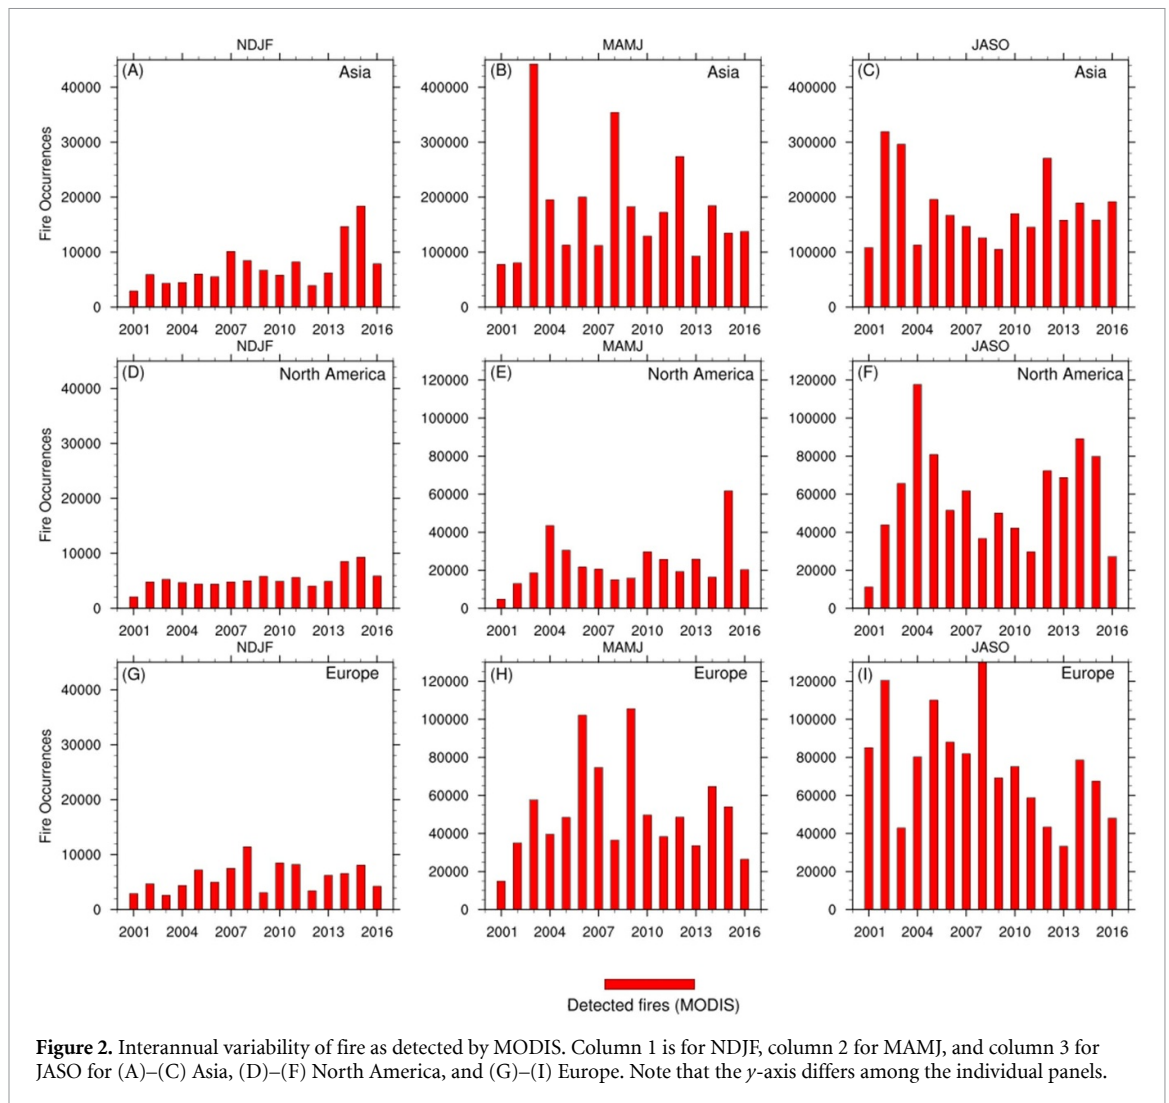 NDJF
MAMJ
JASO
(A)
Asia
(B)
Asia
(C)
Asia
Fire Occurrences
40000
30000
20000
10000
0
400000
300000
200000
100000
0
400000
300000
200000
100000
0
2001 2004 2007 2010 2013 2016
2001 2004 2007 2010 2013 2016
2001 2004 2007 2010 2013 2016
NDJF
MAMJ
JASO
(D)
North America
(E)
North America
(F)
North America
Fire Occurrences
40000
30000
20000
10000
0
120000
100000
80000
60000
40000
20000
0
120000
100000
80000
60000
40000
20000
0
2001 2004 2007 2010 2013 2016
2001 2004 2007 2010 2013 2016
2001 2004 2007 2010 2013 2016
NDJF
MAMJ
JASO
(G)
Europe
(H)
Europe
(I)
Europe
Fire Occurrences
40000
30000
20000
10000
0
120000
100000
80000
60000
40000
20000
0
120000
100000
80000
60000
40000
20000
0
2001 2004 2007 2010 2013 2016
2001 2004 2007 2010 2013 2016
2001 2004 2007 2010 2013 2016
Detected fires (MODIS)
Figure 2. Interannual variability of fire as detected by MODIS. Column 1 is for NDJF, column 2 for MAMJ, and column 3 for
JASO for (A)–(C) Asia, (D)–(F) North America, and (G)–(I) Europe. Note that the y-axis differs among the individual panels.